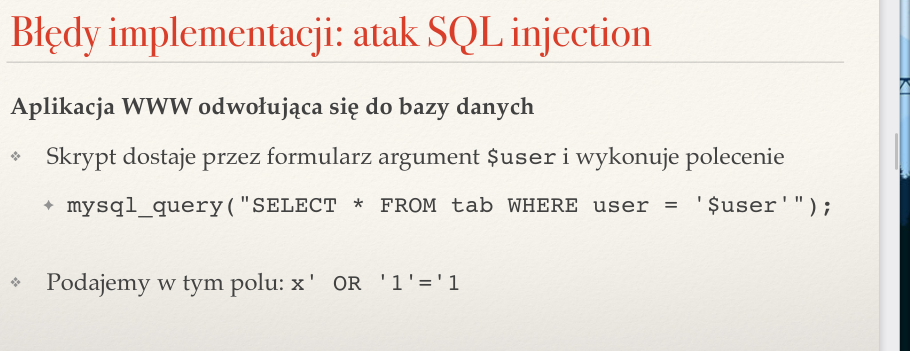 Błędy implementacji: atak SQL injection
Aplikacja WWW odwołująca się do bazy danych
Skrypt dostaje przez formularz argument $user i wykonuje polecenie
mysql_query("SELECT * FROM tab WHERE user = '$user'");
Podajemy w tym polu: x' OR '1'='1